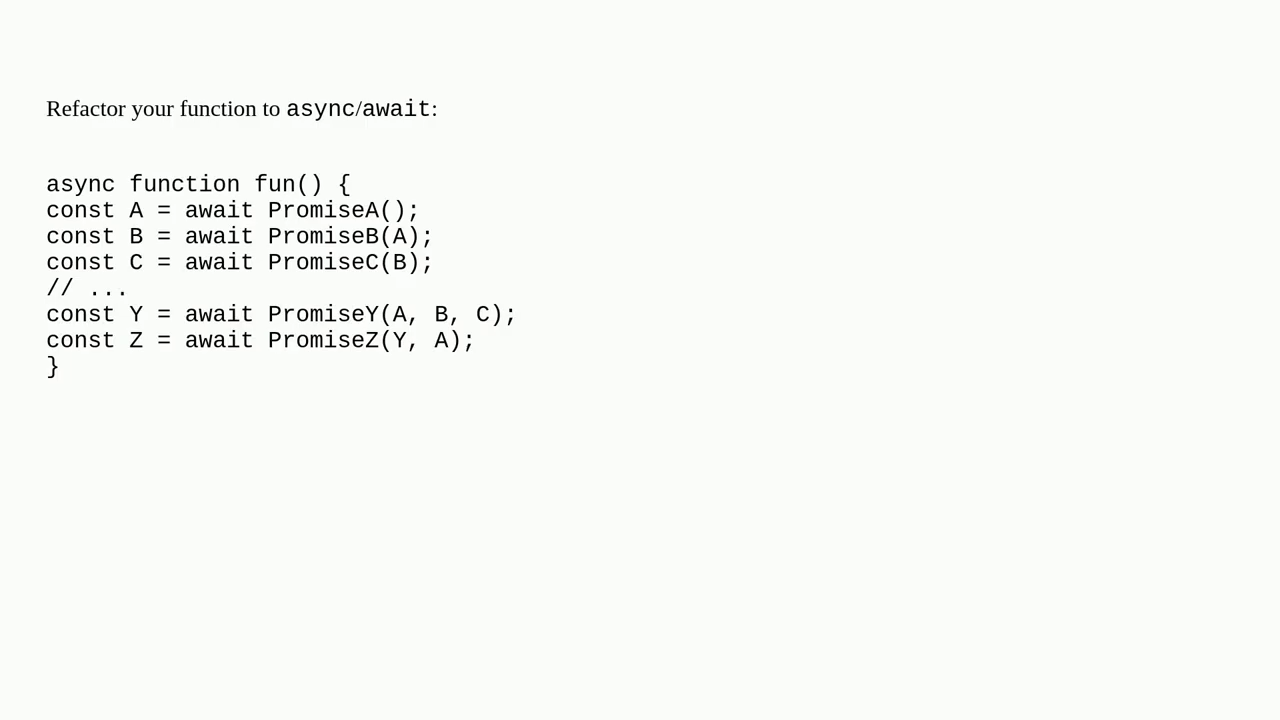 Refactor your function to async/await:
async function fun() {
const A = await PromiseA();
const B = await PromiseB(A);
const C = await PromiseC(B);
// ...
const Y = await PromiseY(A, B, C);
const Z = await PromiseZ(Y, A);
}